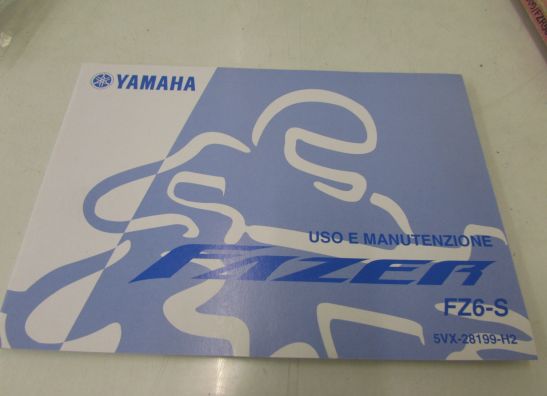 YAMAHA
USO E MANUTENZIONE
FAZER
FZ6-S
5VX-28199-H2